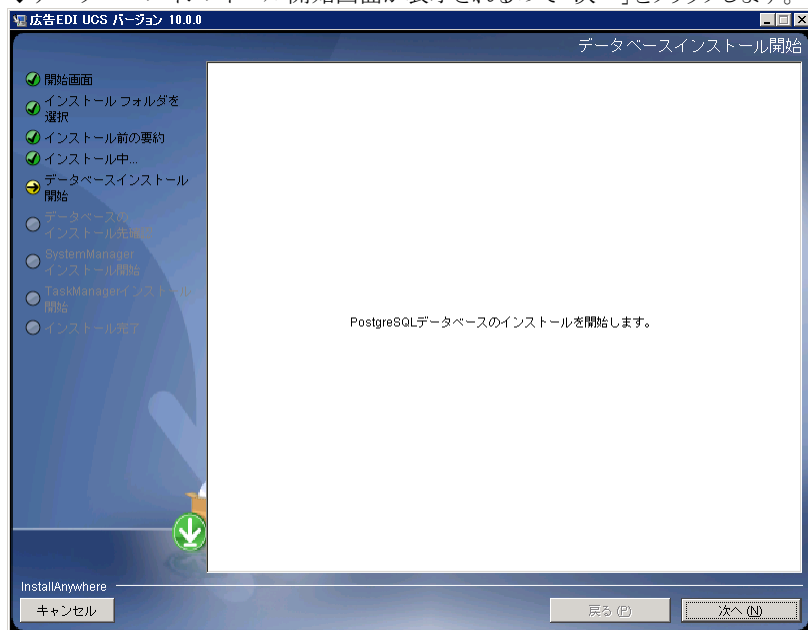 広告EDI UCS バージョン 10.0.0
データベースインストール開始
開始画面
インストール フォルダを
選択
インストール前の要約
インストール中...
データベースインストール
開始
データベースの
インストール先
SystemManager
インストール開始
TaskManagerインストール
開始
インストール完了
PostgreSQLデータベースのインストールを開始します。
InstallAnywhere
キャンセル
戻る (P)
次へ (N)